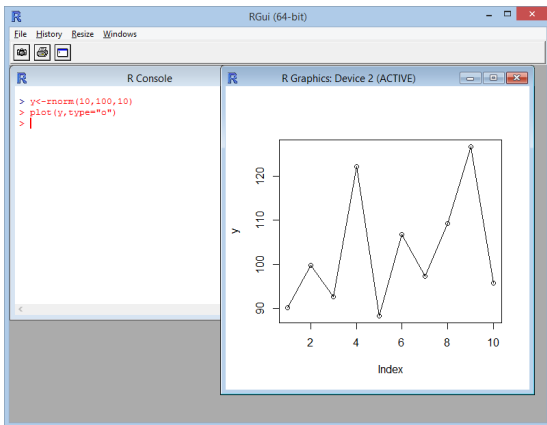 RGui (64-bit)
File History Resize Windows
R Console
> y<-rnorm(10,100,10)
> plot(y,type="o")
>
R Graphics: Device 2 (ACTIVE)
120
110
100
90
y
2 4 6 8 10
Index